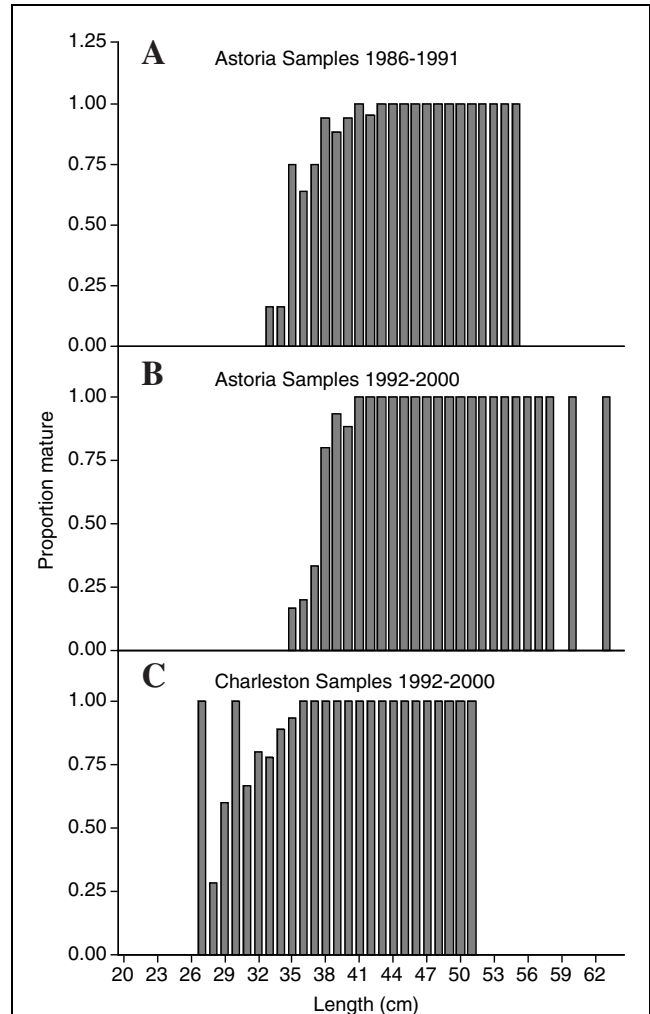 A Astoria Samples 1986-1991
1.25
1.00
0.75
0.50
0.25
0.00
B Astoria Samples 1992-2000
1.00
0.75
0.50
0.25
0.00
Proportion mature
C Charleston Samples 1992-2000
1.00
0.75
0.50
0.25
0.00
20 23 26 29 32 35 38 41 44 47 50 53 56 59 62
Length (cm)